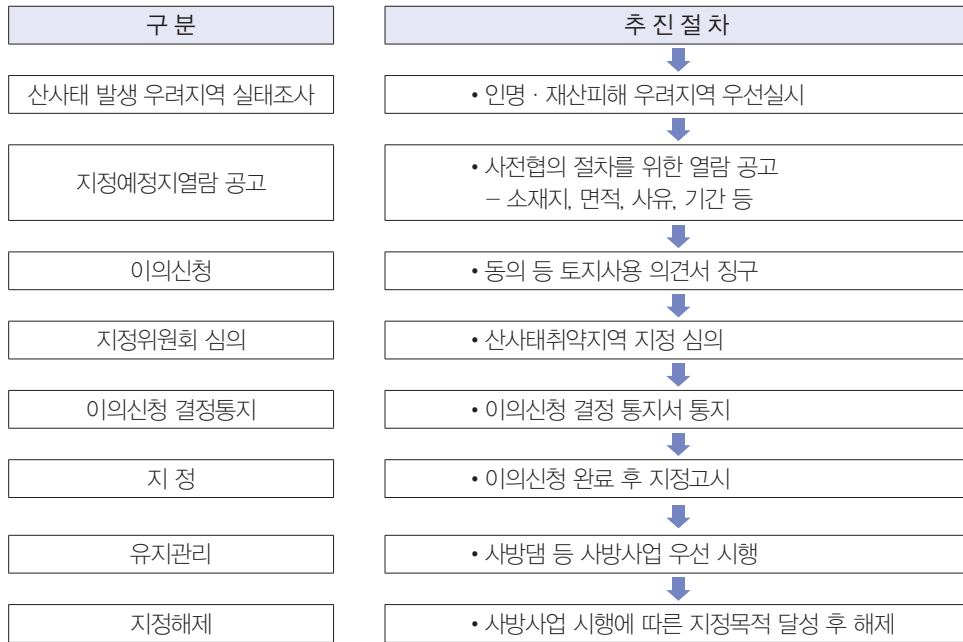 구 분
추 진 절 차
산사태 발생 우려지역 실태조사
• 인명 · 재산피해 우려지역 우선실시
지정예정지열람 공고
• 사전협의 절차를 위한 열람 공고
– 소재지, 면적, 사유, 기간 등
이의신청
• 동의 등 토지사용 의견서 징구
지정위원회 심의
• 산사태취약지역 지정 심의
이의신청 결정통지
• 이의신청 결정 통지서 통지
지 정
• 이의신청 완료 후 지정고시
유지관리
• 사방댐 등 사방사업 우선 시행
지정해제
• 사방사업 시행에 따른 지정목적 달성 후 해제